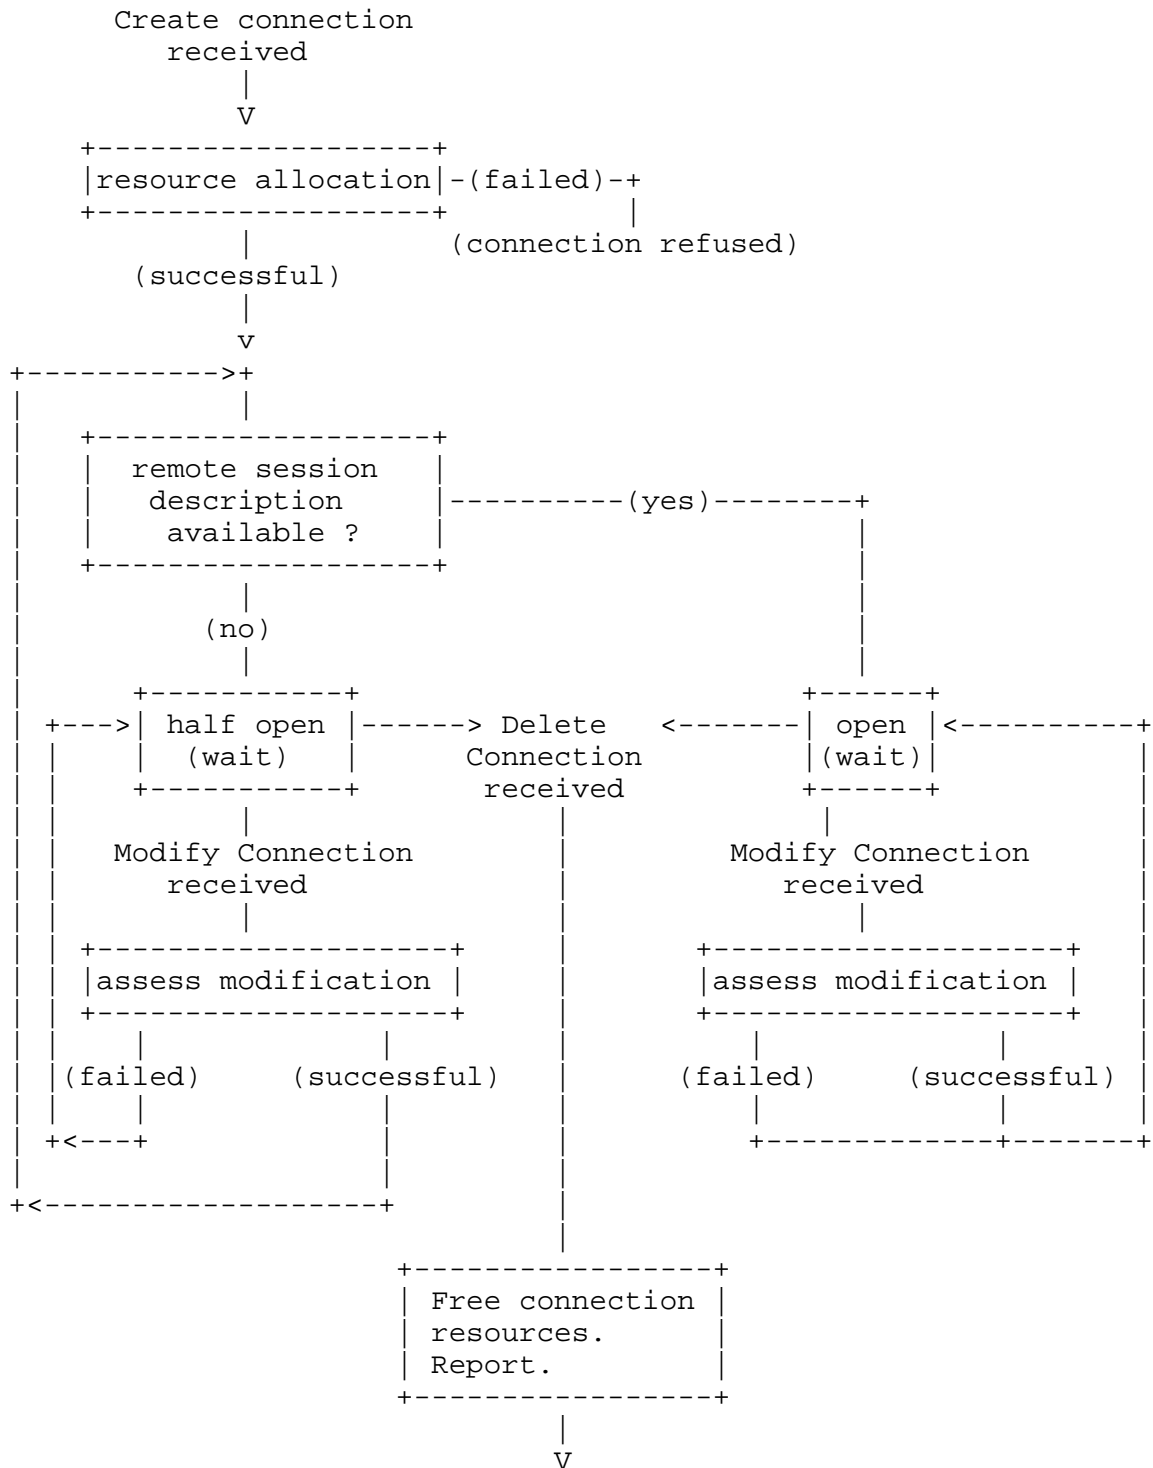 Create connection
received
V
resource allocation -(failed)-+
(connection refused)
(successful)
v
remote session
description (yes)
available ?
(no)
half open Delete open
(wait) Connection (wait)
received
Modify Connection Modify Connection
received received
assess modification assess modification
(failed) (successful) (failed) (successful)
Free connection
resources.
Report.
V